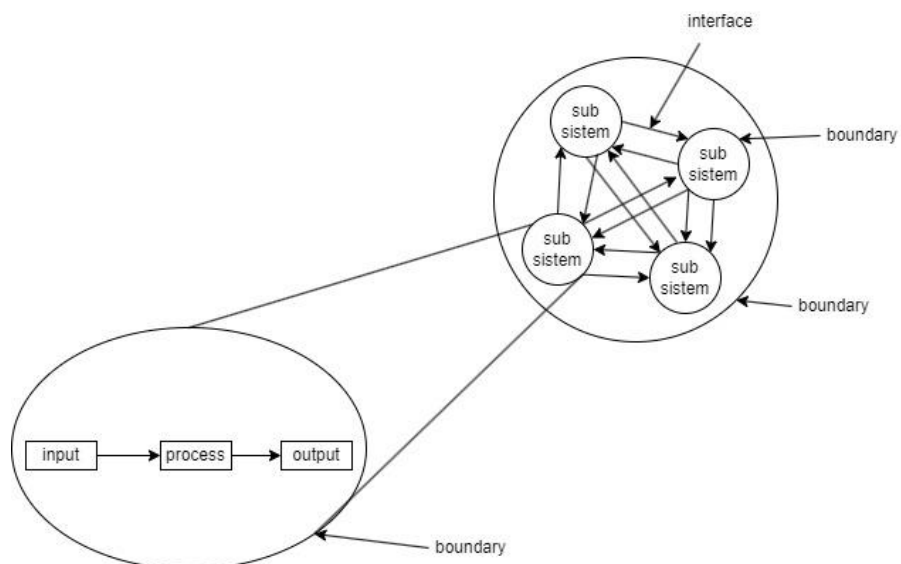 interface
sub
sistem
boundary
sub
sistem
sub
sistem
sub
sistem
boundary
input
process
output
boundary